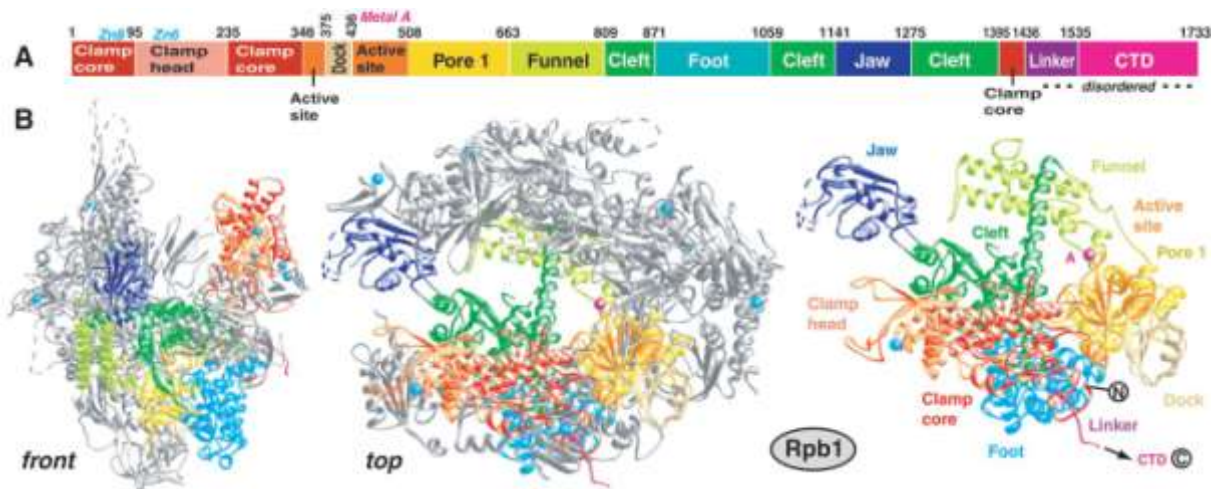 1 Zn8 95 Zn6 235 346 375 436 Metal A 508 663 809 871 1059 1141 1275 1395 1436 1535 1733
A Clamp core Clamp head Clamp core Dock Active site Pore 1 Funnel Cleft Foot Cleft Jaw Cleft Linker CTD
Active site
Clamp core
disordered
B
Jaw
Funnel
Active site
Cleft
A
Pore 1
Clamp head
N
Clamp core
Dock
Linker
Foot
CTD C
front
top
Rpb1